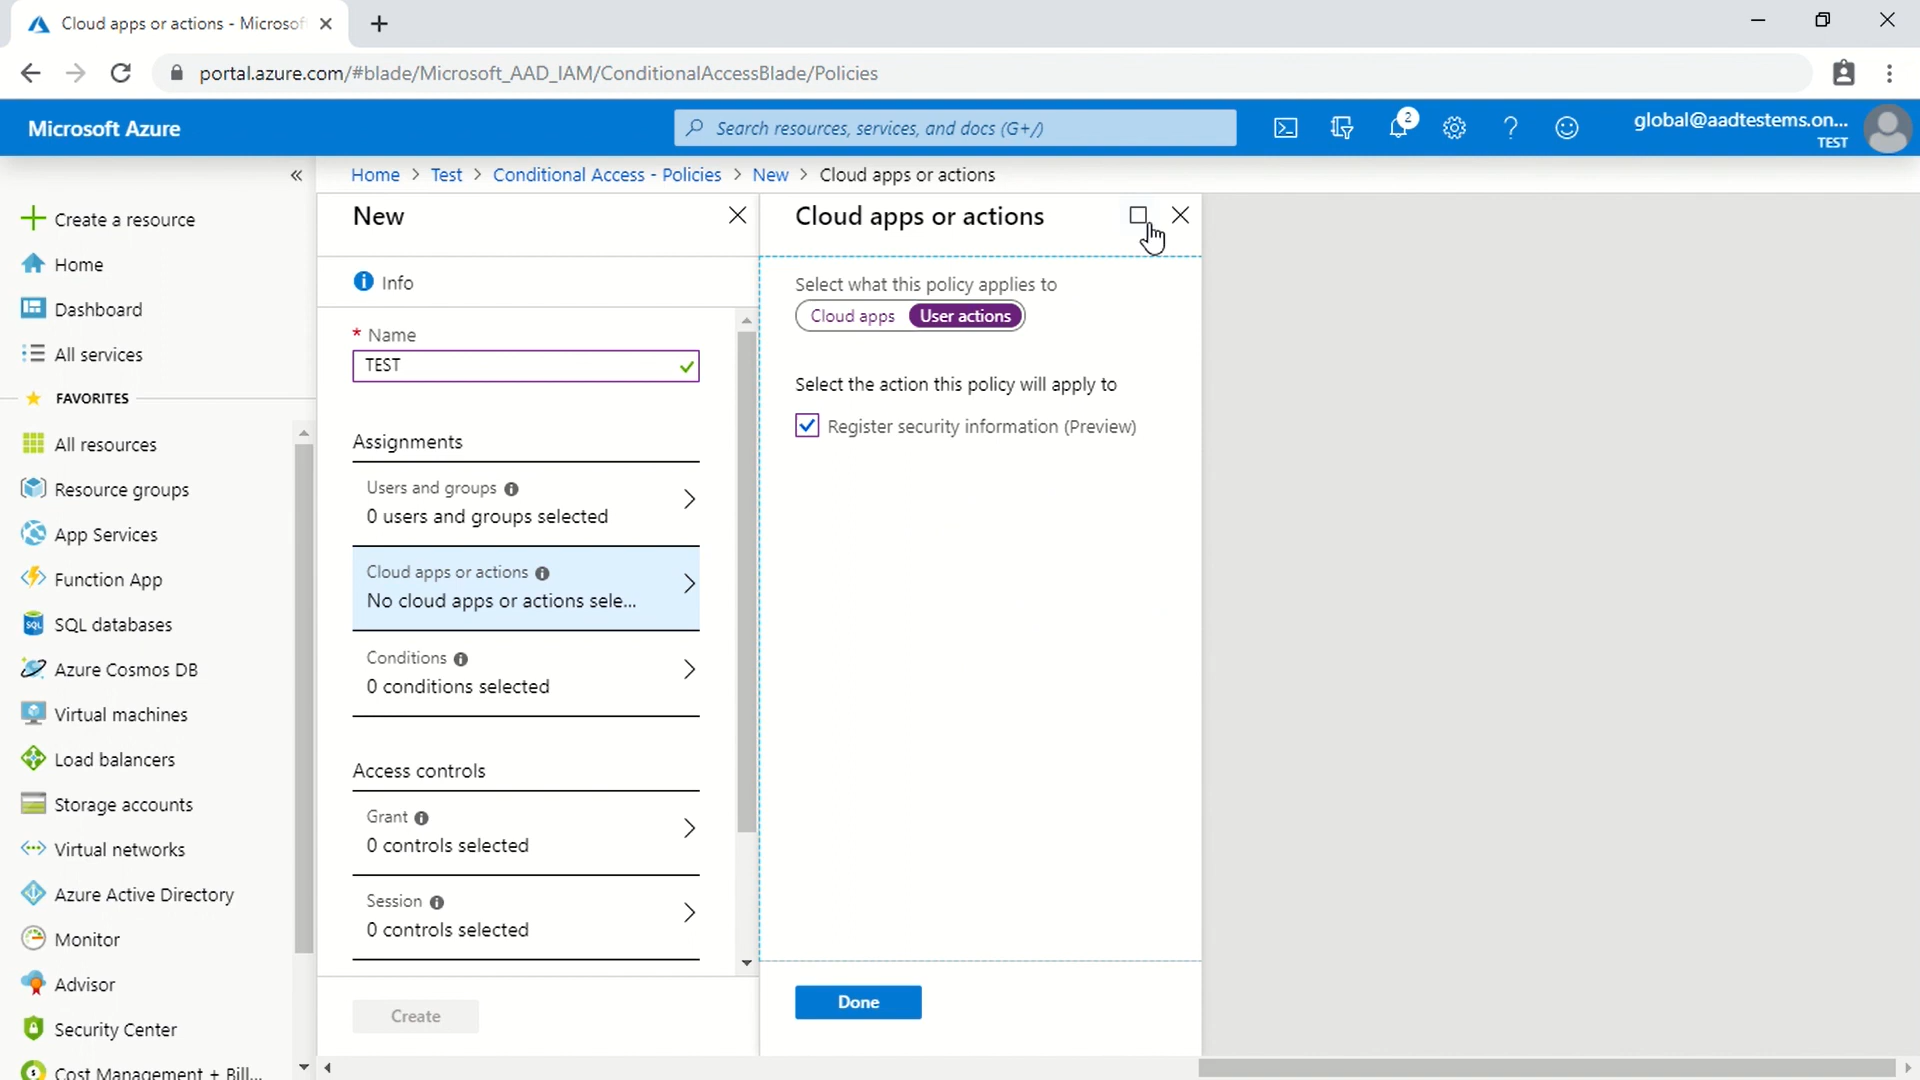 Cloud apps or actions - Microsof
portal.azure.com/#blade/Microsoft_AAD_IAM/ConditionalAccessBlade/Policies
Microsoft Azure
Search resources, services, and docs (G+/)
2
global@aadtestems.on...
TEST
Home > Test > Conditional Access - Policies > New > Cloud apps or actions
Create a resource
Home
Dashboard
All services
FAVORITES
All resources
Resource groups
App Services
Function App
SQL
SQL databases
Azure Cosmos DB
Virtual machines
Load balancers
Storage accounts
Virtual networks
Azure Active Directory
Monitor
Advisor
Security Center
Cost Management + Bill...
New
Info
* Name
TEST
Assignments
Users and groups
0 users and groups selected
Cloud apps or actions
No cloud apps or actions sele...
Conditions
0 conditions selected
Access controls
Grant
0 controls selected
Session
0 controls selected
Create
Cloud apps or actions
Select what this policy applies to
Cloud apps User actions
Select the action this policy will apply to
Register security information (Preview)
Done